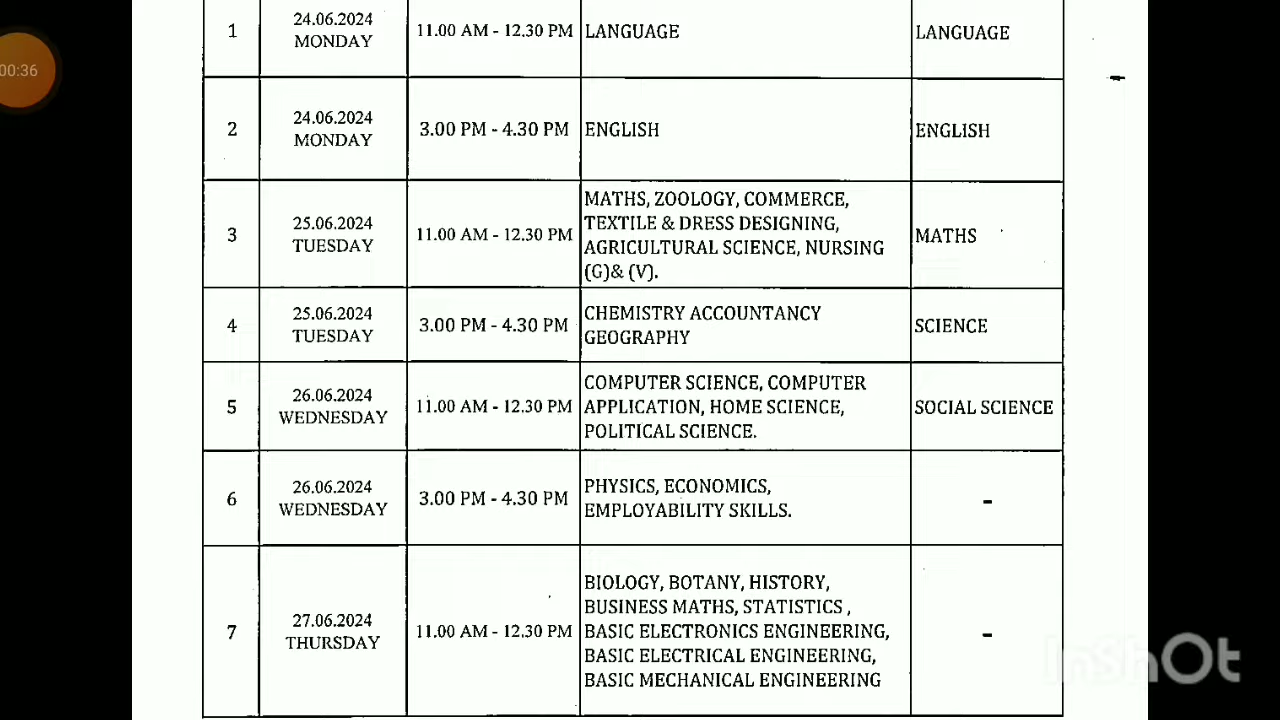 00:36
1
24.06.2024
MONDAY
11.00 AM - 12.30 PM
LANGUAGE
LANGUAGE
2
24.06.2024
MONDAY
3.00 PM - 4.30 PM
ENGLISH
ENGLISH
3
25.06.2024
TUESDAY
11.00 AM - 12.30 PM
MATHS, ZOOLOGY, COMMERCE,
TEXTILE & DRESS DESIGNING,
AGRICULTURAL SCIENCE, NURSING
(G)& (V).
MATHS
4
25.06.2024
TUESDAY
3.00 PM - 4.30 PM
CHEMISTRY ACCOUNTANCY
GEOGRAPHY
SCIENCE
5
26.06.2024
WEDNESDAY
11.00 AM - 12.30 PM
COMPUTER SCIENCE, COMPUTER
APPLICATION, HOME SCIENCE,
POLITICAL SCIENCE.
SOCIAL SCIENCE
6
26.06.2024
WEDNESDAY
3.00 PM - 4.30 PM
PHYSICS, ECONOMICS,
EMPLOYABILITY SKILLS.
-
7
27.06.2024
THURSDAY
11.00 AM - 12.30 PM
BIOLOGY, BOTANY, HISTORY,
BUSINESS MATHS, STATISTICS ,
BASIC ELECTRONICS ENGINEERING,
BASIC ELECTRICAL ENGINEERING,
BASIC MECHANICAL ENGINEERING
-
InShOt